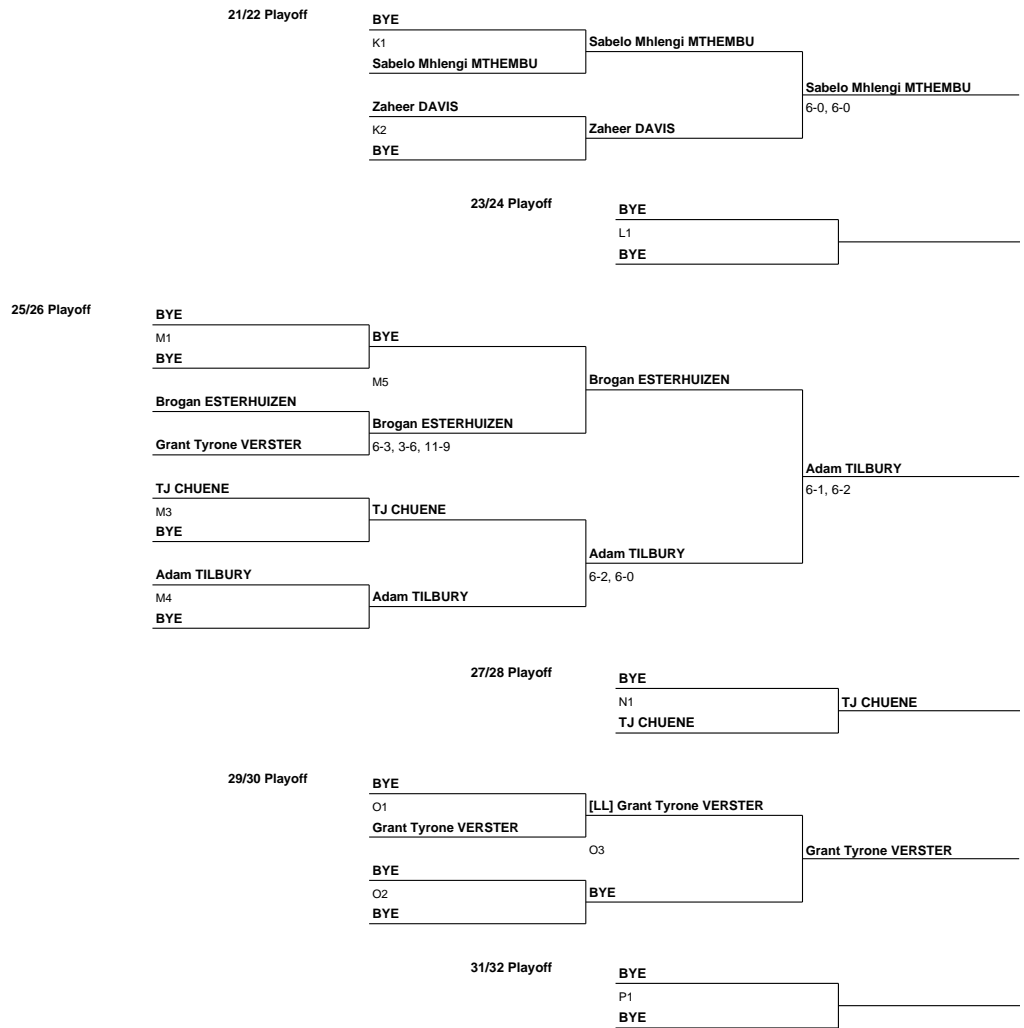 21/22 Playoff
BYE
K1
Sabelo Mhlengi MTHEMBU
Sabelo Mhlengi MTHEMBU
Zaheer DAVIS
K2
BYE
Zaheer DAVIS
Sabelo Mhlengi MTHEMBU
6-0, 6-0
23/24 Playoff
BYE
L1
BYE
25/26 Playoff
BYE
M1
BYE
BYE
M5
Brogan ESTERHUIZEN
Grant Tyrone VERSTER
Brogan ESTERHUIZEN
6-3, 3-6, 11-9
Brogan ESTERHUIZEN
TJ CHUENE
M3
BYE
TJ CHUENE
Adam TILBURY
M4
BYE
Adam TILBURY
Adam TILBURY
6-2, 6-0
Adam TILBURY
6-1, 6-2
27/28 Playoff
BYE
N1
TJ CHUENE
TJ CHUENE
29/30 Playoff
BYE
O1
Grant Tyrone VERSTER
[LL] Grant Tyrone VERSTER
O3
BYE
O2
BYE
BYE
Grant Tyrone VERSTER
31/32 Playoff
BYE
P1
BYE